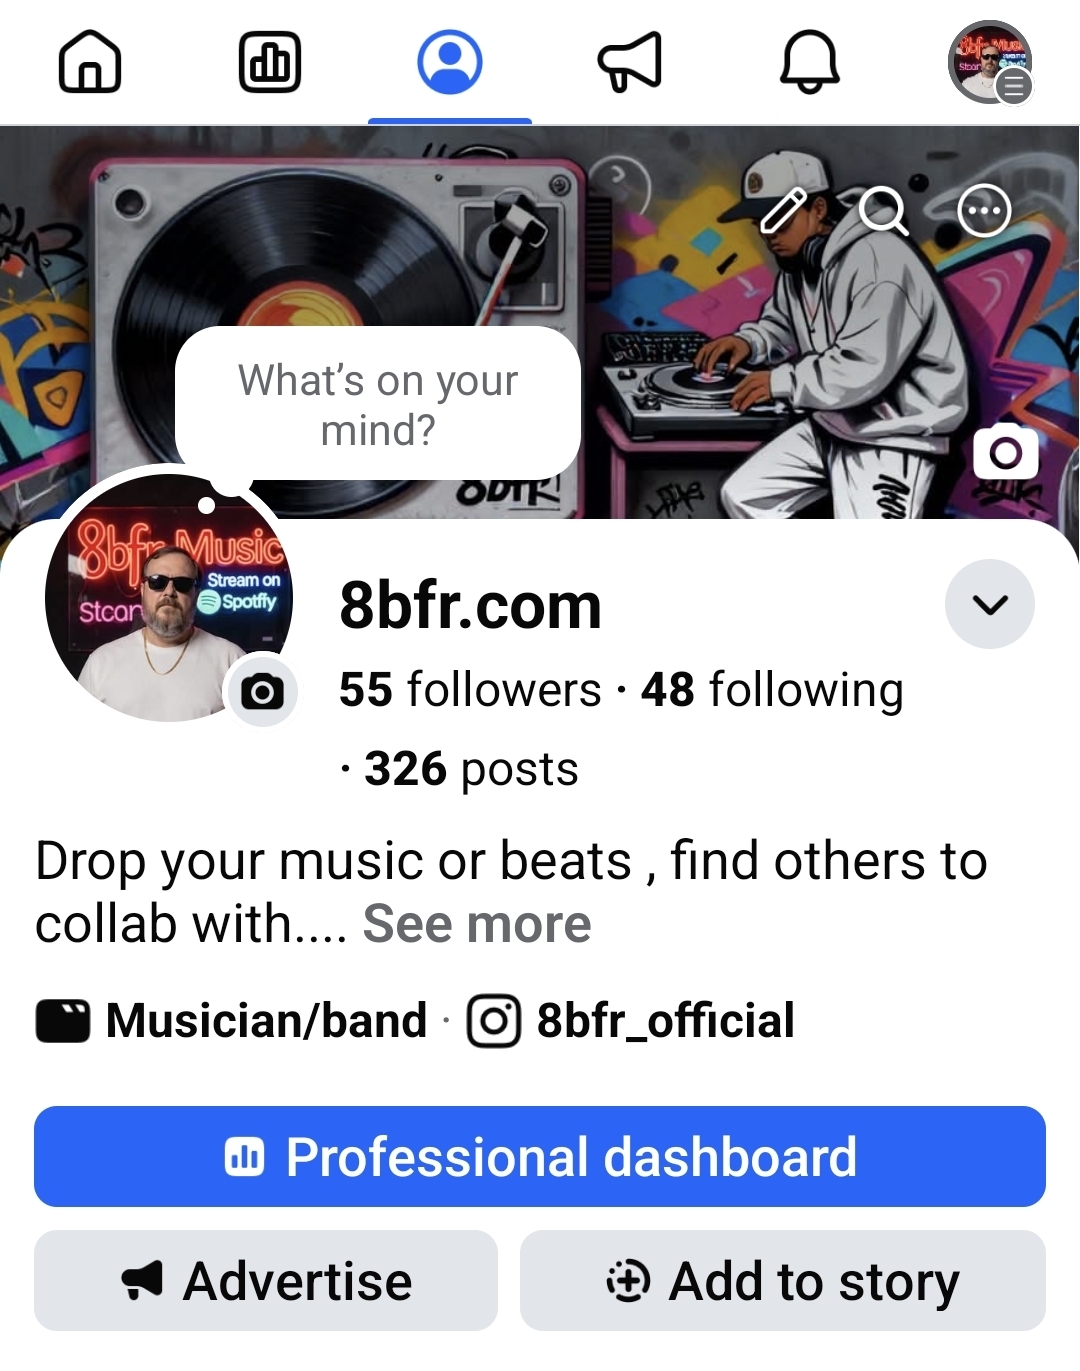 What's on your
mind?
8bfr
8bfr Music
Stream on
Spotify
8bfr.com
55 followers · 48 following
· 326 posts
Drop your music or beats , find others to
collab with.... See more
Musician/band · 8bfr_official
Professional dashboard
Advertise
Add to story